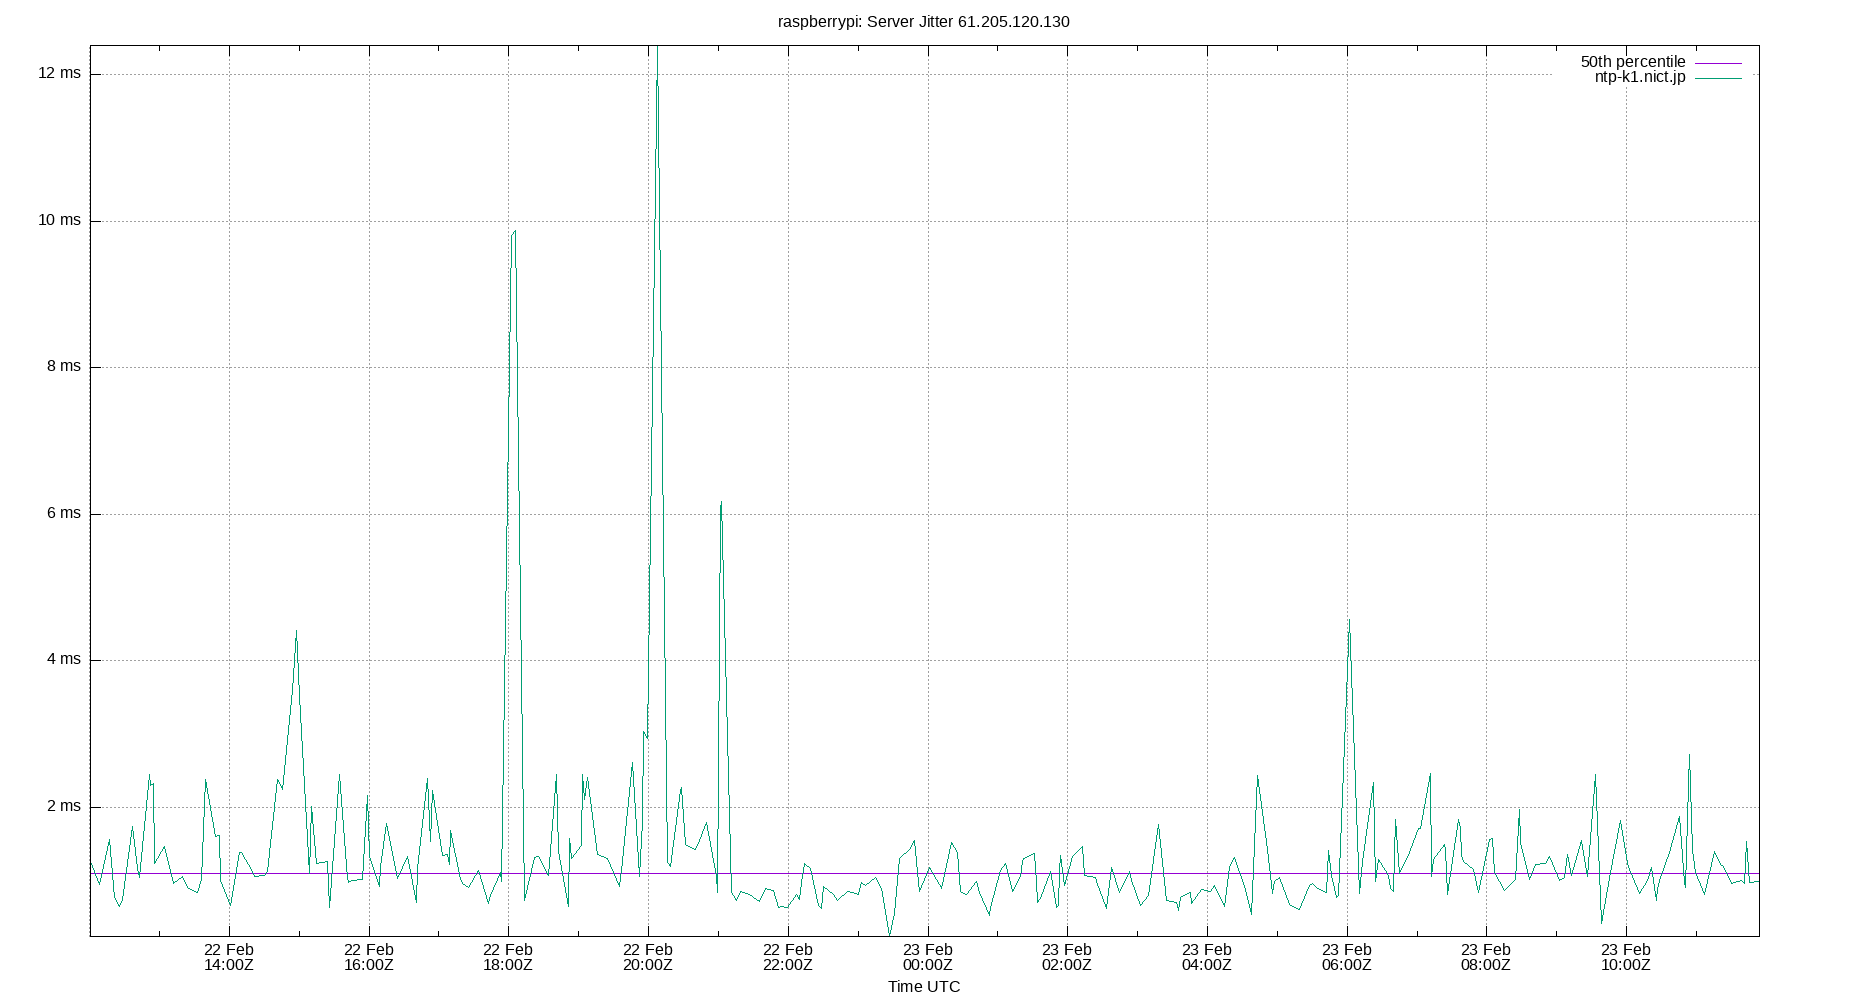 raspberrypi: Server Jitter 61.205.120.130
50th percentile
ntp-k1.nict.jp
12 ms
10 ms
8 ms
6 ms
4 ms
2 ms
22 Feb 22 Feb 22 Feb 22 Feb 22 Feb 23 Feb 23 Feb 23 Feb 23 Feb 23 Feb 23 Feb
14:00Z 16:00Z 18:00Z 20:00Z 22:00Z 00:00Z 02:00Z 04:00Z 06:00Z 08:00Z 10:00Z
Time UTC